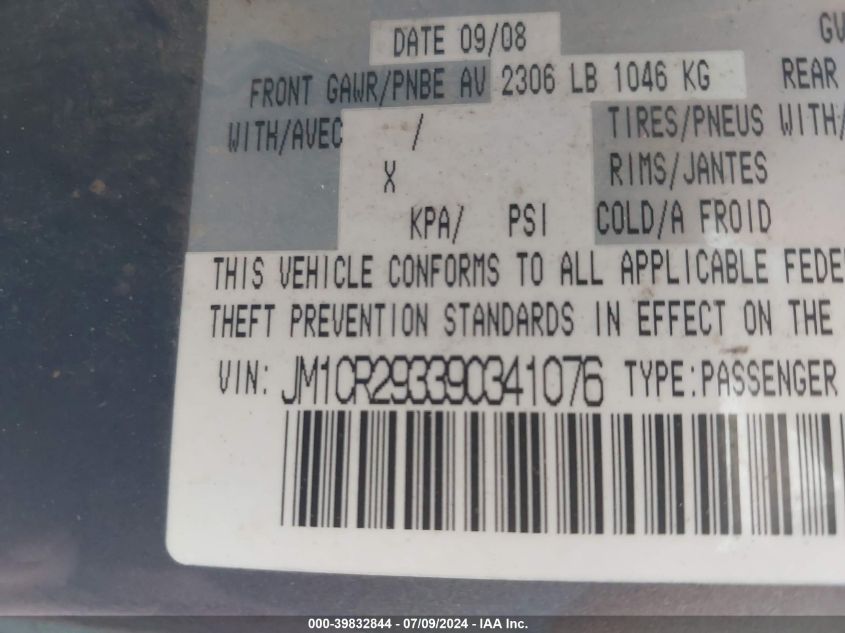 DATE 09/08 GV
FRONT GAWR/PNBE AV 2306 LB 1046 KG REAR
WITH/AVEC / TIRES/PNEUS WITH/
X RIMS/JANTES
KPA/ PSI COLD/A FROID
THIS VEHICLE CONFORMS TO ALL APPLICABLE FEDE
THEFT PREVENTION STANDARDS IN EFFECT ON THE
VIN: JM1CR293390341076 TYPE:PASSENGER
000-39832844 - 07/09/2024 - IAA Inc.